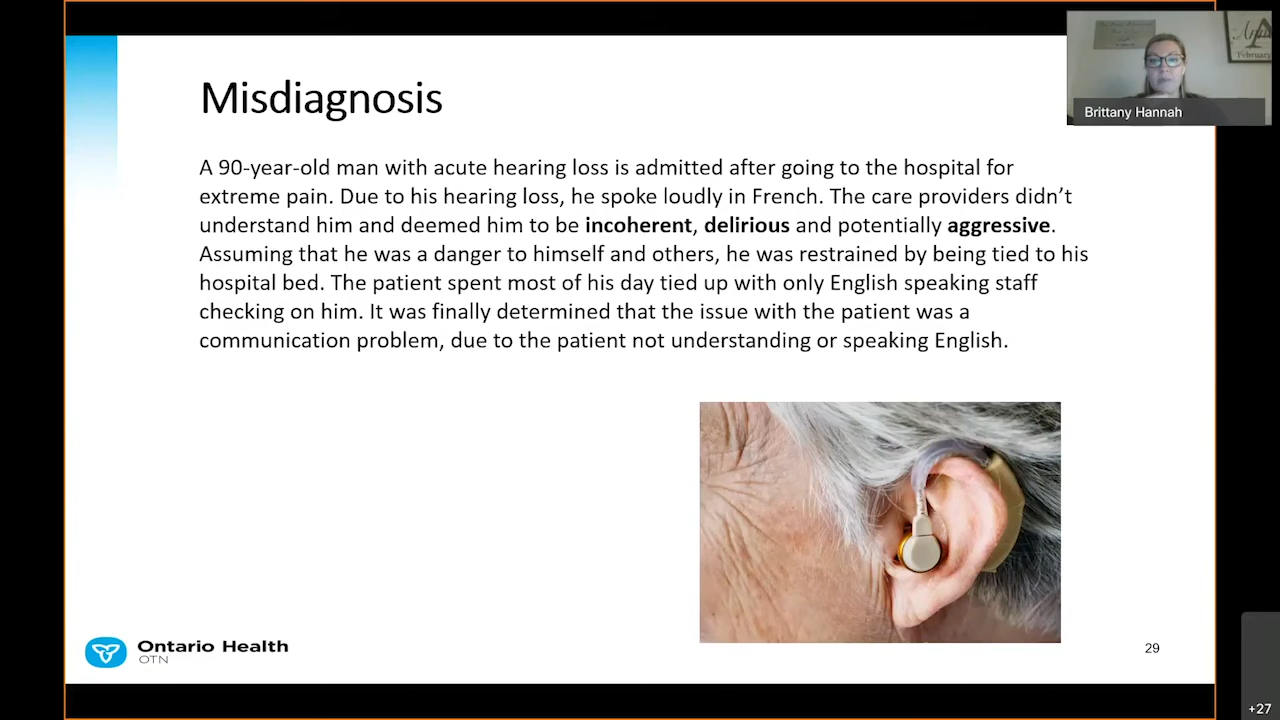 Misdiagnosis
A 90-year-old man with acute hearing loss is admitted after going to the hospital for
extreme pain. Due to his hearing loss, he spoke loudly in French. The care providers didn’t
understand him and deemed him to be incoherent, delirious and potentially aggressive.
Assuming that he was a danger to himself and others, he was restrained by being tied to his
hospital bed. The patient spent most of his day tied up with only English speaking staff
checking on him. It was finally determined that the issue with the patient was a
communication problem, due to the patient not understanding or speaking English.
Brittany Hannah
February
Ontario Health
OTN
29
+27